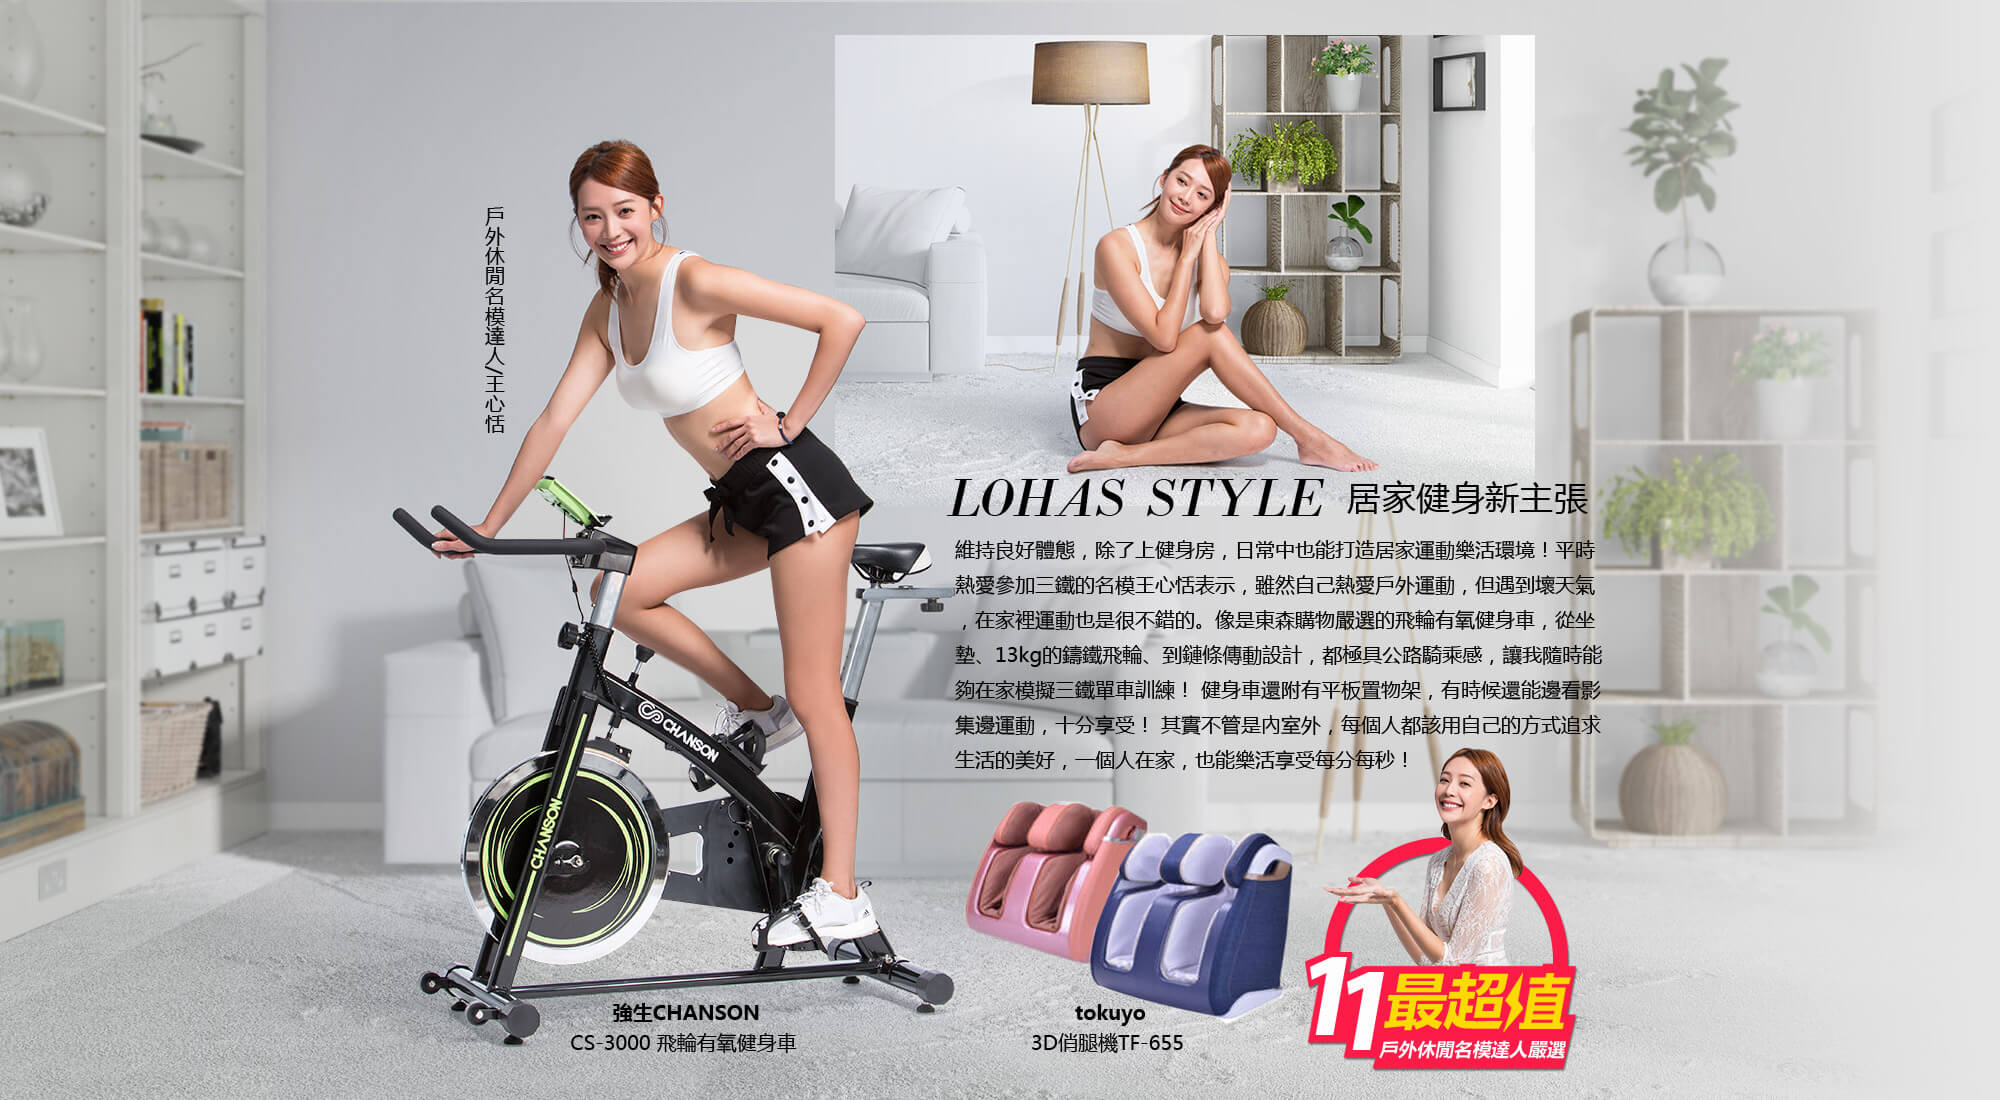 戶外休閒名模達人/王心恬
LOHAS STYLE 居家健身新主張
維持良好體態，除了上健身房，日常中也能打造居家運動樂活環境！平時
熱愛參加三鐵的名模王心恬表示，雖然自己熱愛戶外運動，但遇到壞天氣
，在家裡運動也是很不錯的。像是東森購物嚴選的飛輪有氧健身車，從坐
墊、13kg的鑄鐵飛輪、到鏈條傳動設計，都極具公路騎乘感，讓我隨時能
夠在家模擬三鐵單車訓練！ 健身車還附有平板置物架，有時候還能邊看影
集邊運動，十分享受！ 其實不管是內室外，每個人都該用自己的方式追求
生活的美好，一個人在家，也能樂活享受每分每秒！
CHANSON
CHANSON
強生CHANSON
CS-3000 飛輪有氧健身車
tokuyo
3D俏腿機TF-655
11最超值
戶外休閒名模達人嚴選